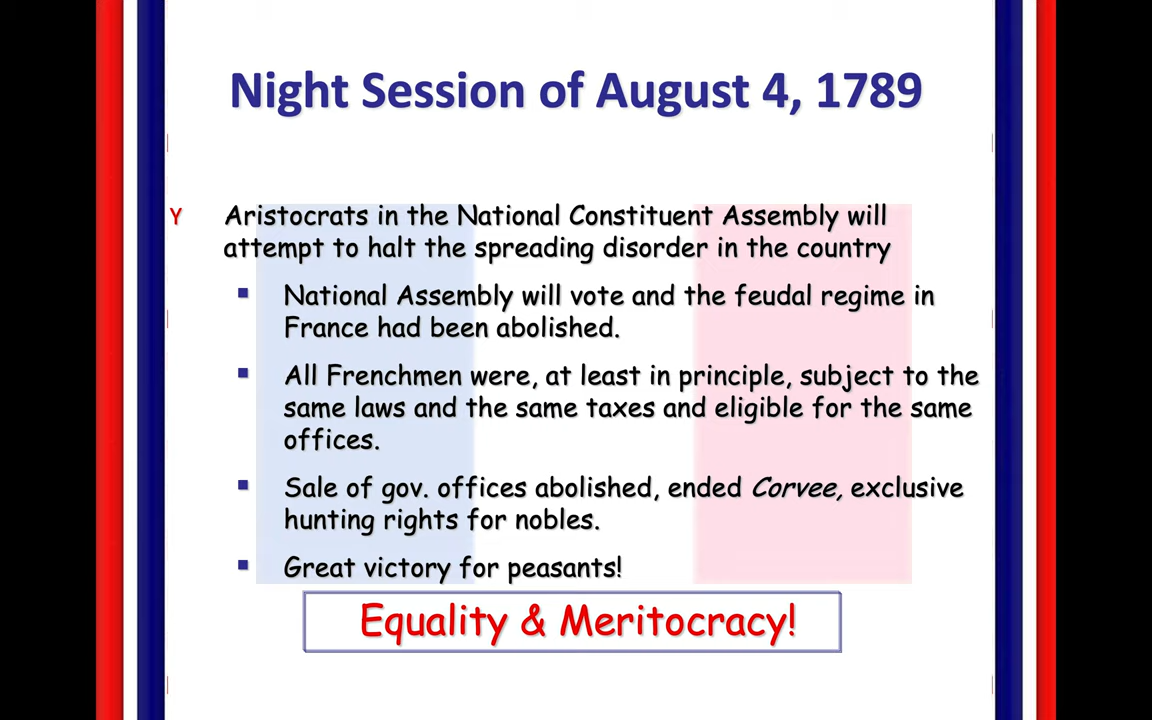 Night Session of August 4, 1789
Y Aristocrats in the National Constituent Assembly will
attempt to halt the spreading disorder in the country
▪ National Assembly will vote and the feudal regime in
France had been abolished.
▪ All Frenchmen were, at least in principle, subject to the
same laws and the same taxes and eligible for the same
offices.
▪ Sale of gov. offices abolished, ended Corvee, exclusive
hunting rights for nobles.
▪ Great victory for peasants!
Equality & Meritocracy!